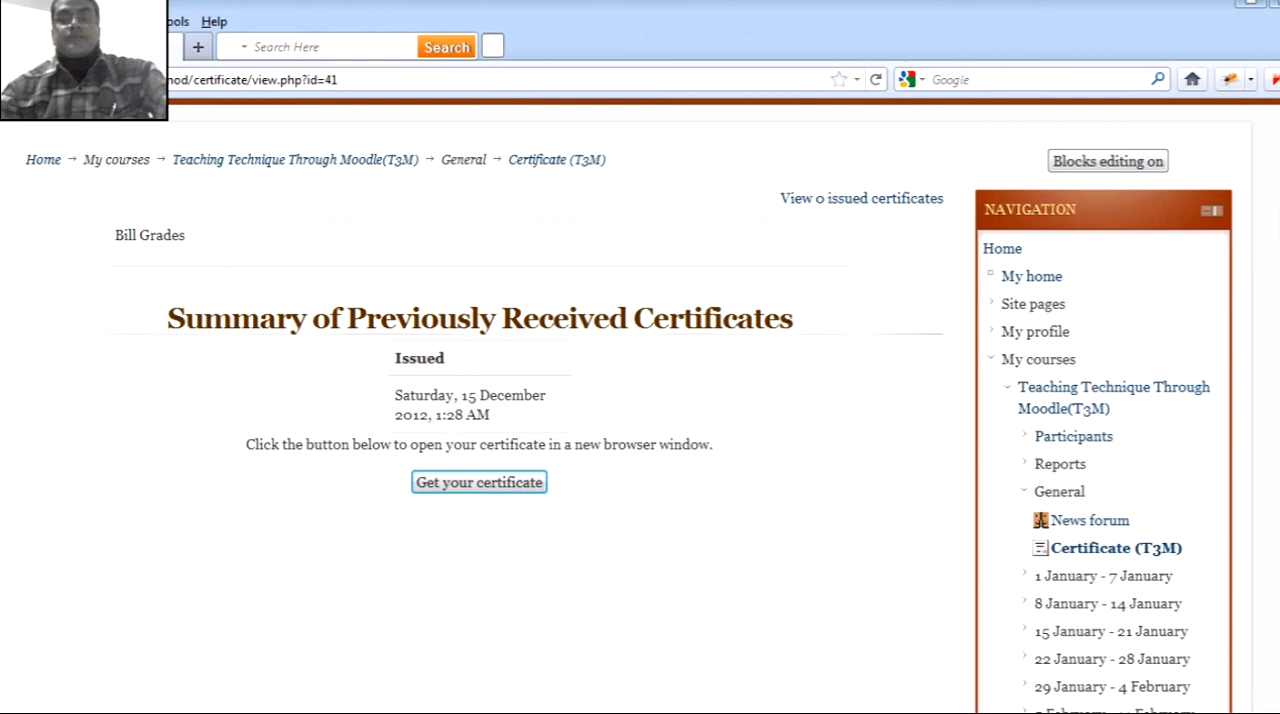 ools Help
Search Here Search
nod/certificate/view.php?id=41
Google
Home → My courses → Teaching Technique Through Moodle(T3M) → General → Certificate (T3M)
Blocks editing on
View 0 issued certificates
Bill Grades
Summary of Previously Received Certificates
Issued
Saturday, 15 December
2012, 1:28 AM
Click the button below to open your certificate in a new browser window.
Get your certificate
NAVIGATION
Home
My home
Site pages
My profile
My courses
Teaching Technique Through
Moodle(T3M)
Participants
Reports
General
News forum
Certificate (T3M)
1 January - 7 January
8 January - 14 January
15 January - 21 January
22 January - 28 January
29 January - 4 February